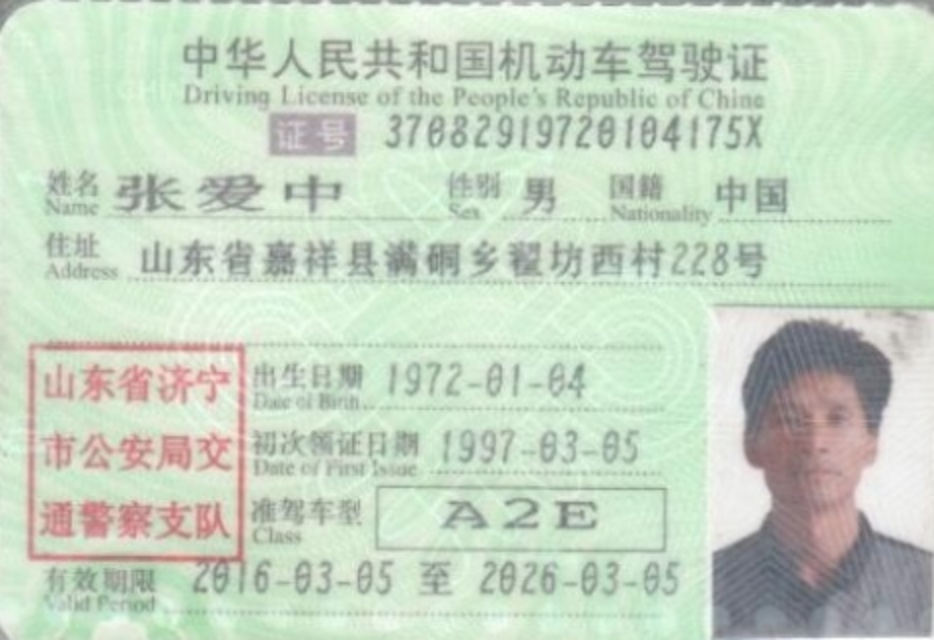 中华人民共和国机动车驾驶证
Driving License of the People's Republic of China
证号 37082919720104175X
姓名 张爱中 性别 男 国籍 中国
Name Sex Nationality
住址 山东省嘉祥县满硐乡翟坊西村228号
Address
山东省济宁
市公安局交
通警察支队
出生日期 1972-01-04
Date of Birth
初次领证日期 1997-03-05
Date of First Issue
准驾车型 A2E
Class
有效期限 2016-03-05 至 2026-03-05
Valid Period